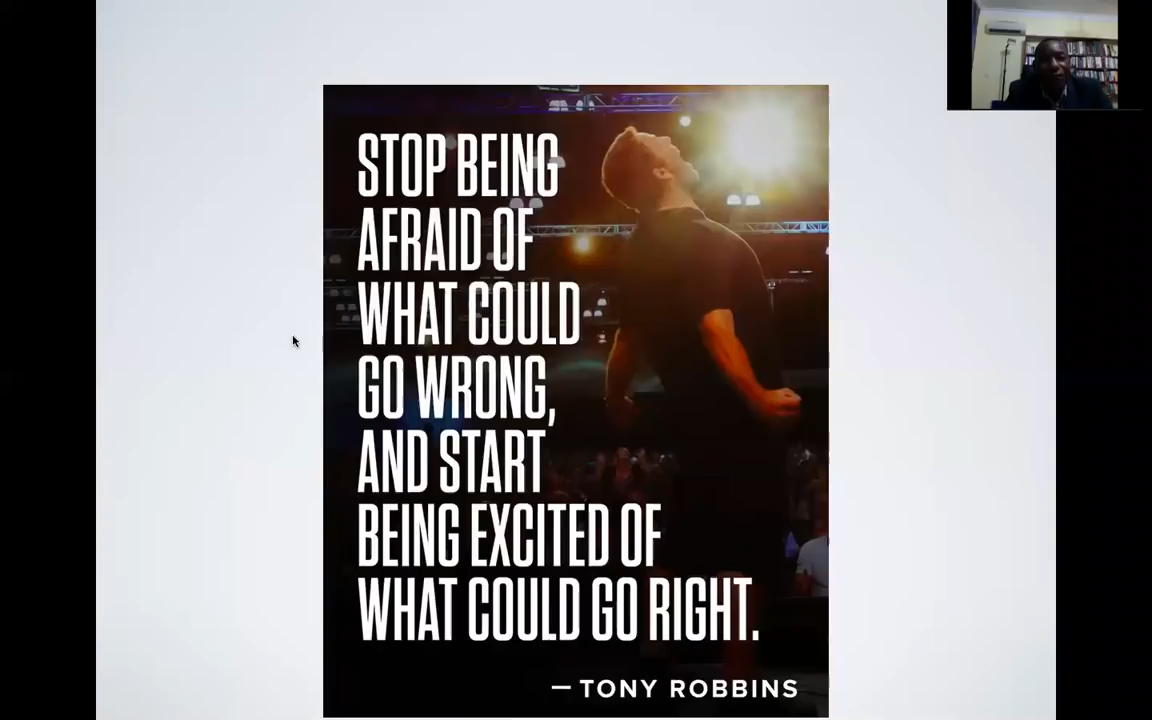 STOP BEING
AFRAID OF
WHAT COULD
GO WRONG,
AND START
BEING EXCITED OF
WHAT COULD GO RIGHT.
— TONY ROBBINS